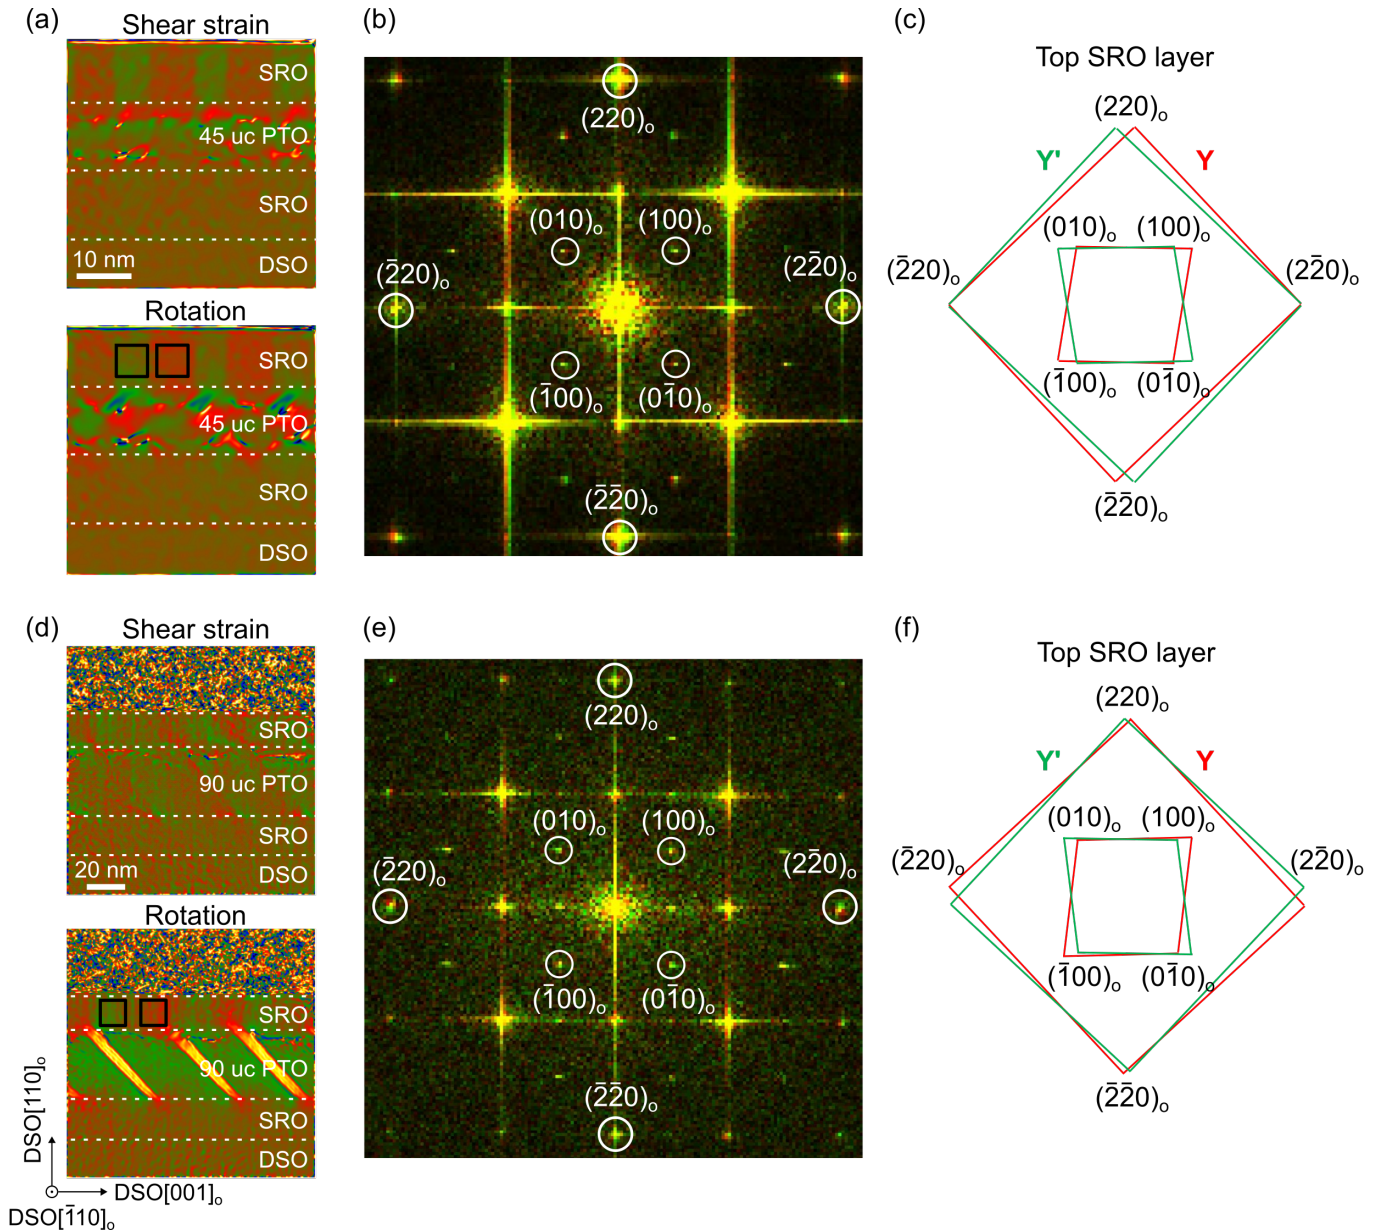 (a)
Shear strain
SRO
45 uc PTO
SRO
10 nm
DSO
Rotation
SRO
45 uc PTO
SRO
DSO
(b)
(220)ₒ
(010)ₒ
(100)ₒ
(2̄20)ₒ
(22̄0)ₒ
(1̄00)ₒ
(01̄0)ₒ
(2̄2̄0)ₒ
(c)
Top SRO layer
(220)ₒ
Y'
Y
(010)ₒ
(100)ₒ
(2̄20)ₒ
(22̄0)ₒ
(1̄00)ₒ
(01̄0)ₒ
(2̄2̄0)ₒ
(d)
Shear strain
SRO
90 uc PTO
SRO
20 nm
DSO
Rotation
SRO
90 uc PTO
SRO
DSO
DSO[110]ₒ
DSO[001]ₒ
DSO[1̄10]ₒ
(e)
(220)ₒ
(010)ₒ
(100)ₒ
(2̄20)ₒ
(22̄0)ₒ
(1̄00)ₒ
(01̄0)ₒ
(2̄2̄0)ₒ
(f)
Top SRO layer
(220)ₒ
Y'
Y
(010)ₒ
(100)ₒ
(2̄20)ₒ
(22̄0)ₒ
(1̄00)ₒ
(01̄0)ₒ
(2̄2̄0)ₒ